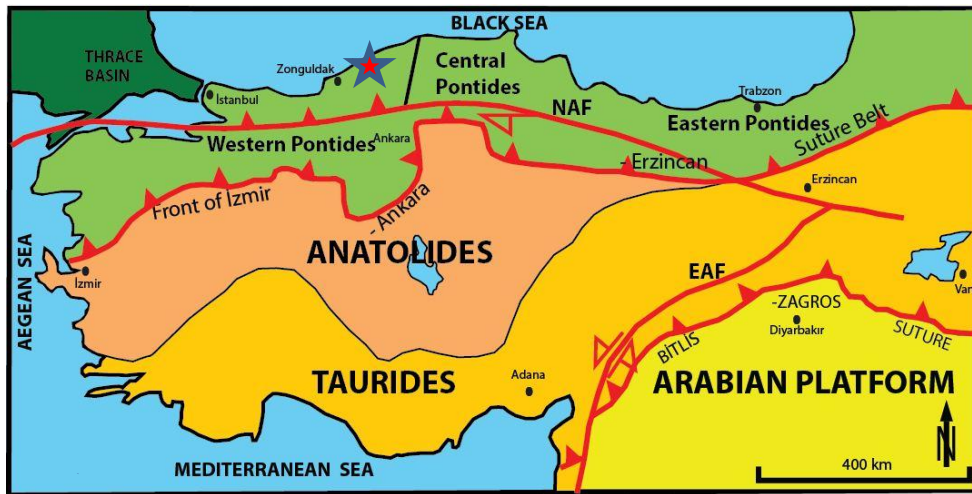 BLACK SEA
THRACE
BASIN
Zonguldak
Central
Pontides
İstanbul
NAF
Trabzon
Eastern Pontides
Suture Belt
Western Pontides
Ankara
- Erzincan
Erzincan
Front of İzmir
- Ankara
ANATOLIDES
AEGEAN SEA
İzmir
EAF
Van
-ZAGROS
Diyarbakır
BİTLİS
SUTURE
TAURIDES
Adana
ARABIAN PLATFORM
N
MEDITERRANEAN SEA
400 km